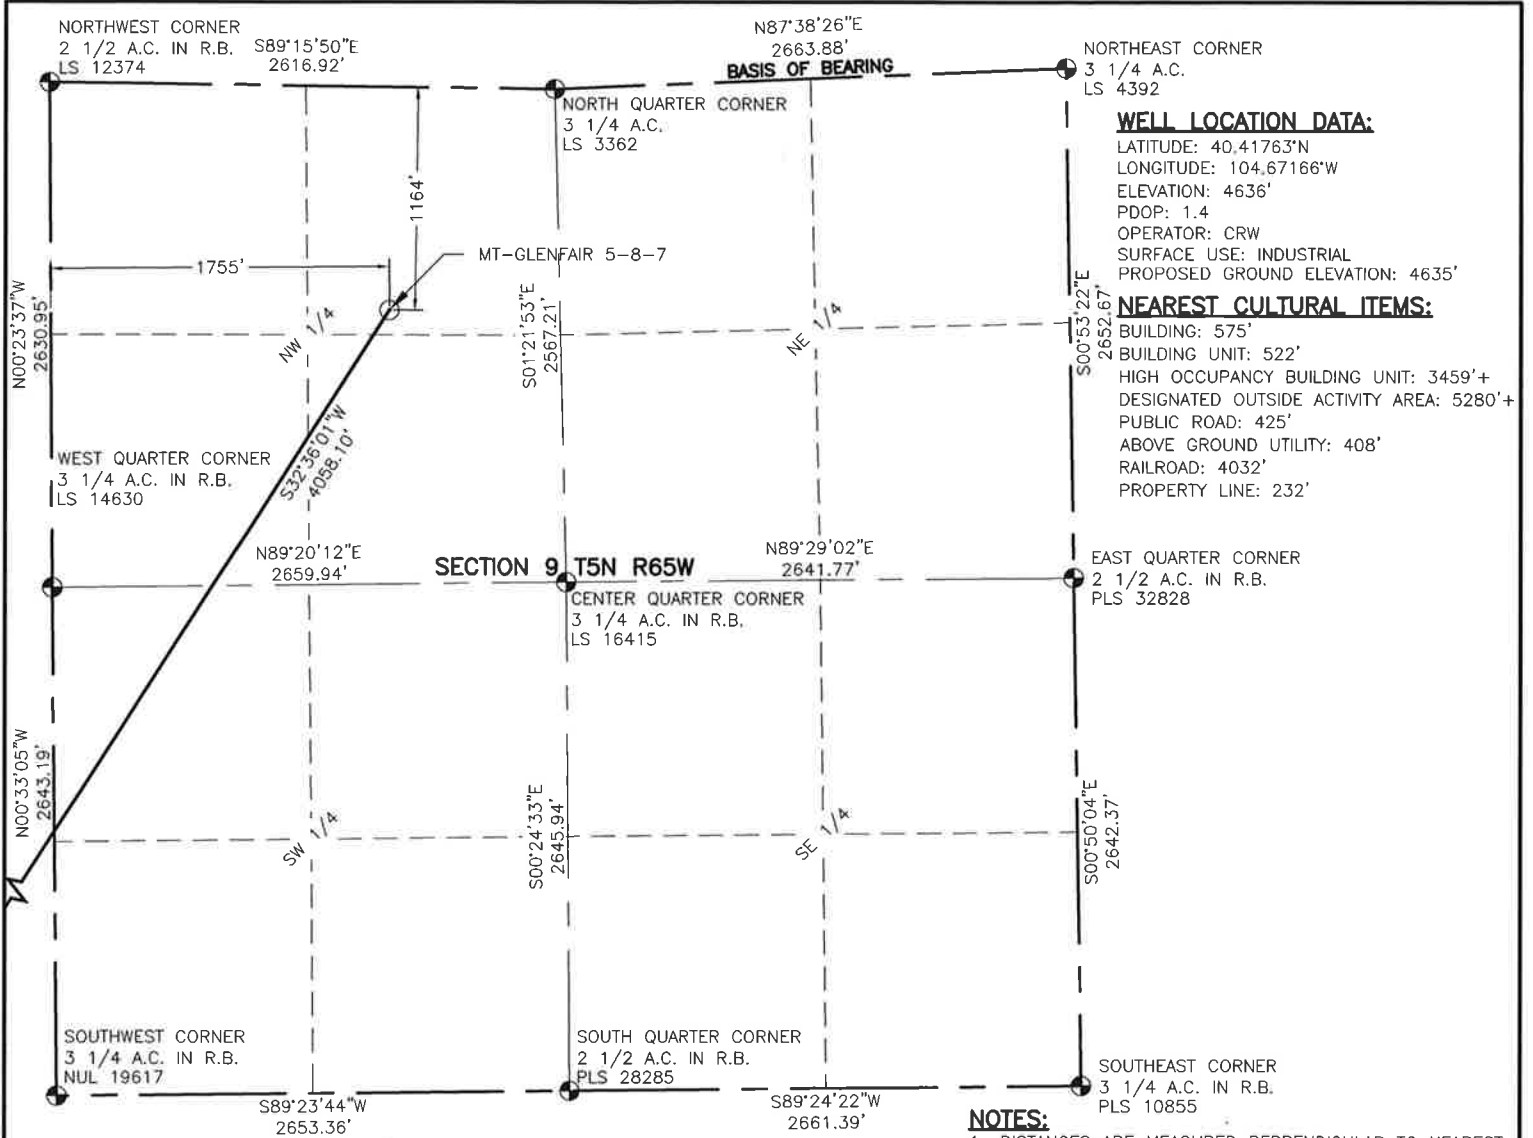 NORTHWEST CORNER
2 1/2 A.C. IN R.B.
LS 12374
S89°15'50"E
2616.92'
N87°38'26"E
2663.88'
BASIS OF BEARING
NORTHEAST CORNER
3 1/4 A.C.
LS 4392
NORTH QUARTER CORNER
3 1/4 A.C.
LS 3362
WELL LOCATION DATA:
LATITUDE: 40.41763°N
LONGITUDE: 104.67166°W
ELEVATION: 4636'
PDOP: 1.4
OPERATOR: CRW
SURFACE USE: INDUSTRIAL
PROPOSED GROUND ELEVATION: 4635'
NEAREST CULTURAL ITEMS:
BUILDING: 575'
BUILDING UNIT: 522'
HIGH OCCUPANCY BUILDING UNIT: 3459'+
DESIGNATED OUTSIDE ACTIVITY AREA: 5280'+
PUBLIC ROAD: 425'
ABOVE GROUND UTILITY: 408'
RAILROAD: 4032'
PROPERTY LINE: 232'
1164'
1755'
MT-GLENFAIR 5-8-7
N00°23'37"W
2630.95'
NW 1/4
S01°21'53"E
2567.21'
NE 1/4
S00°53'22"E
2652.67'
S32°36'01"W
4058.10'
WEST QUARTER CORNER
3 1/4 A.C. IN R.B.
LS 14630
N89°20'12"E
2659.94'
SECTION 9 T5N R65W
N89°29'02"E
2641.77'
EAST QUARTER CORNER
2 1/2 A.C. IN R.B.
PLS 32828
CENTER QUARTER CORNER
3 1/4 A.C. IN R.B.
LS 16415
N00°33'05"W
2643.19'
SW 1/4
S00°24'33"E
2645.94'
SE 1/4
S00°50'04"E
2642.37'
SOUTHWEST CORNER
3 1/4 A.C. IN R.B.
NUL 19617
SOUTH QUARTER CORNER
2 1/2 A.C. IN R.B.
PLS 28285
SOUTHEAST CORNER
3 1/4 A.C. IN R.B.
PLS 10855
S89°23'44"W
2653.36'
S89°24'22"W
2661.39'
NOTES:
1. DISTANCES ARE MEASURED PERPENDICULAR TO NEAREST